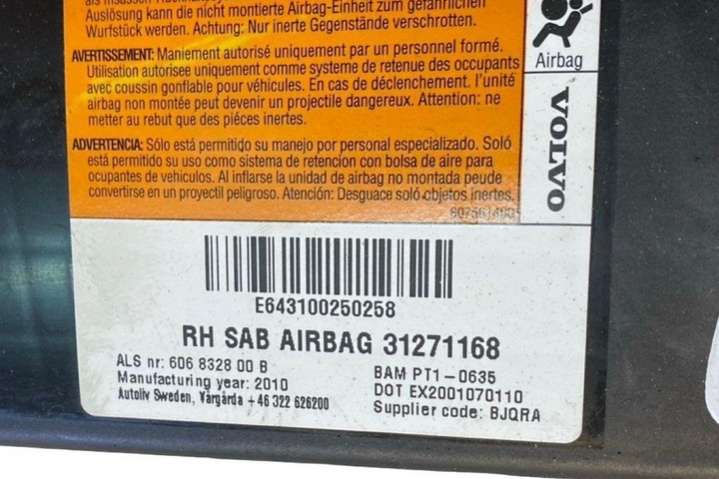 Auslösung kann die nicht montierte Airbag-Einheit zum gefährlichen
Wurfstück werden. Achtung: Nur inerte Gegenstände verschrotten.
AVERTISSEMENT: Maniement autorisé uniquement par un personnel formé.
Utilisation autorisee uniquement comme systeme de retenue des occupants
avec coussin gonflable pour véhicules. En cas de déclenchement. l'unité
airbag non montée peut devenir un projectile dangereux. Attention: ne
metter au rebut que des piéces inertes.
ADVERTENCIA: Sólo está permitido su manejo por personal especializado. Soló
está permitido su uso como sistema de retención con bolsa de aire para
ocupantes de vehiculos. Al inflarse la unidad de airbag no montada peude
convertirse en un proyectil peligroso. Atención: Desguace soló objetos inertes.
607561400
Airbag
VOLVO
E643100250258
RH SAB AIRBAG 31271168
ALS nr: 606 8328 00 B
Manufacturing year: 2010
Autoliv Sweden, Vårgårda +46 322 626200
BAM PT1-0635
DOT EX2001070110
Supplier code: BJQRA